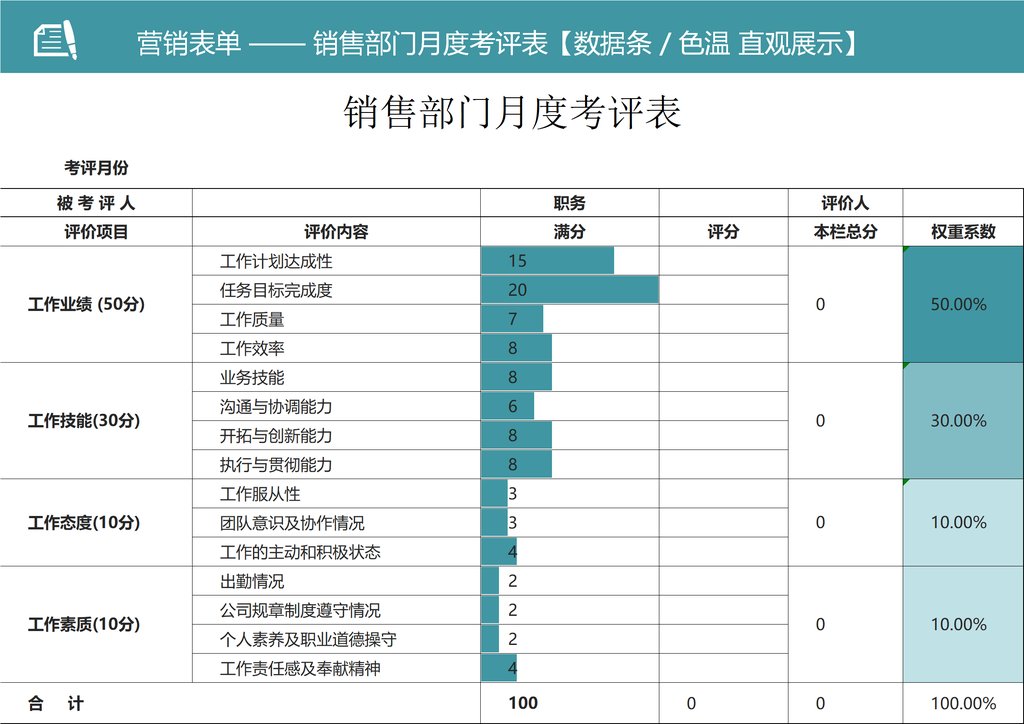 营销表单 —— 销售部门月度考评表【数据条 / 色温 直观展示】
销售部门月度考评表
考评月份
被 考 评 人 职务 评价人
评价项目 评价内容 满分 评分 本栏总分 权重系数
工作业绩 (50分) 0 50.00%
工作计划达成性 15
任务目标完成度 20
工作质量 7
工作效率 8
工作技能(30分) 0 30.00%
业务技能 8
沟通与协调能力 6
开拓与创新能力 8
执行与贯彻能力 8
工作态度(10分) 0 10.00%
工作服从性 3
团队意识及协作情况 3
工作的主动和积极状态 4
工作素质(10分) 0 10.00%
出勤情况 2
公司规章制度遵守情况 2
个人素养及职业道德操守 2
工作责任感及奉献精神 4
合 计 100 0 0 100.00%